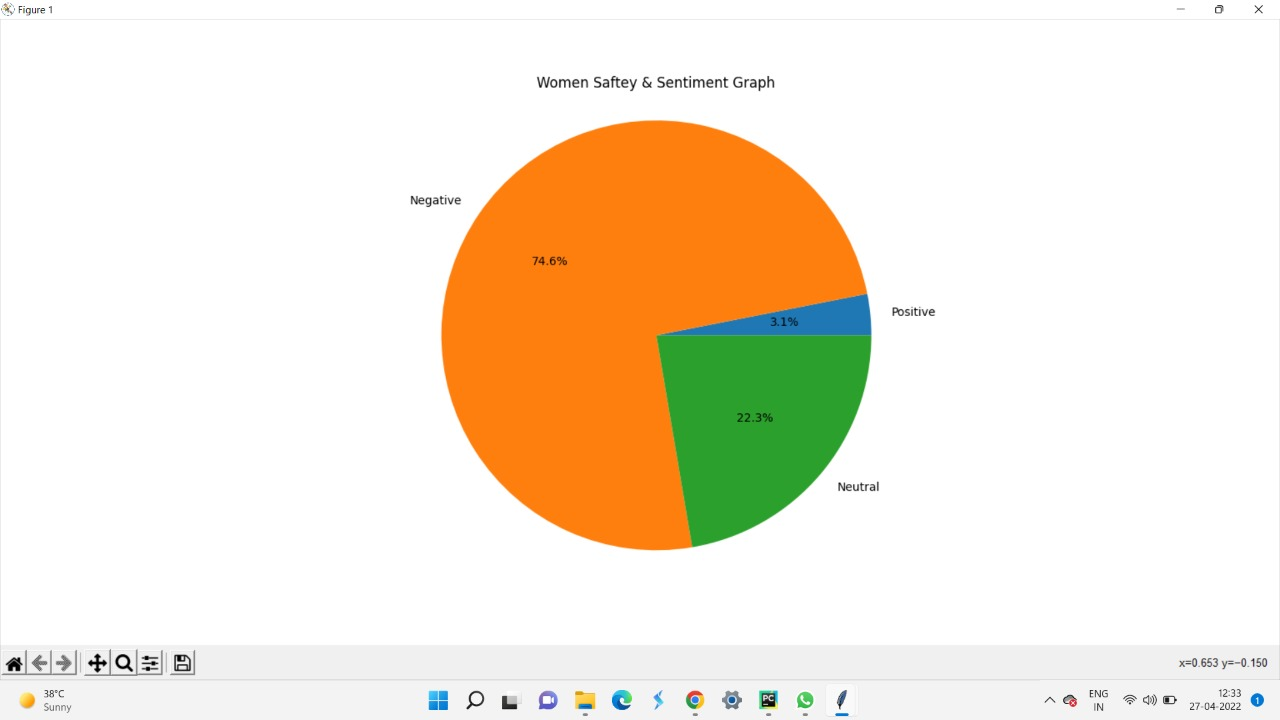 Figure 1
Women Saftey & Sentiment Graph
Negative
74.6%
Positive
3.1%
22.3%
Neutral
x=0.653 y=−0.150
38°C
Sunny
PC
ENG
IN
12:33
27-04-2022
1